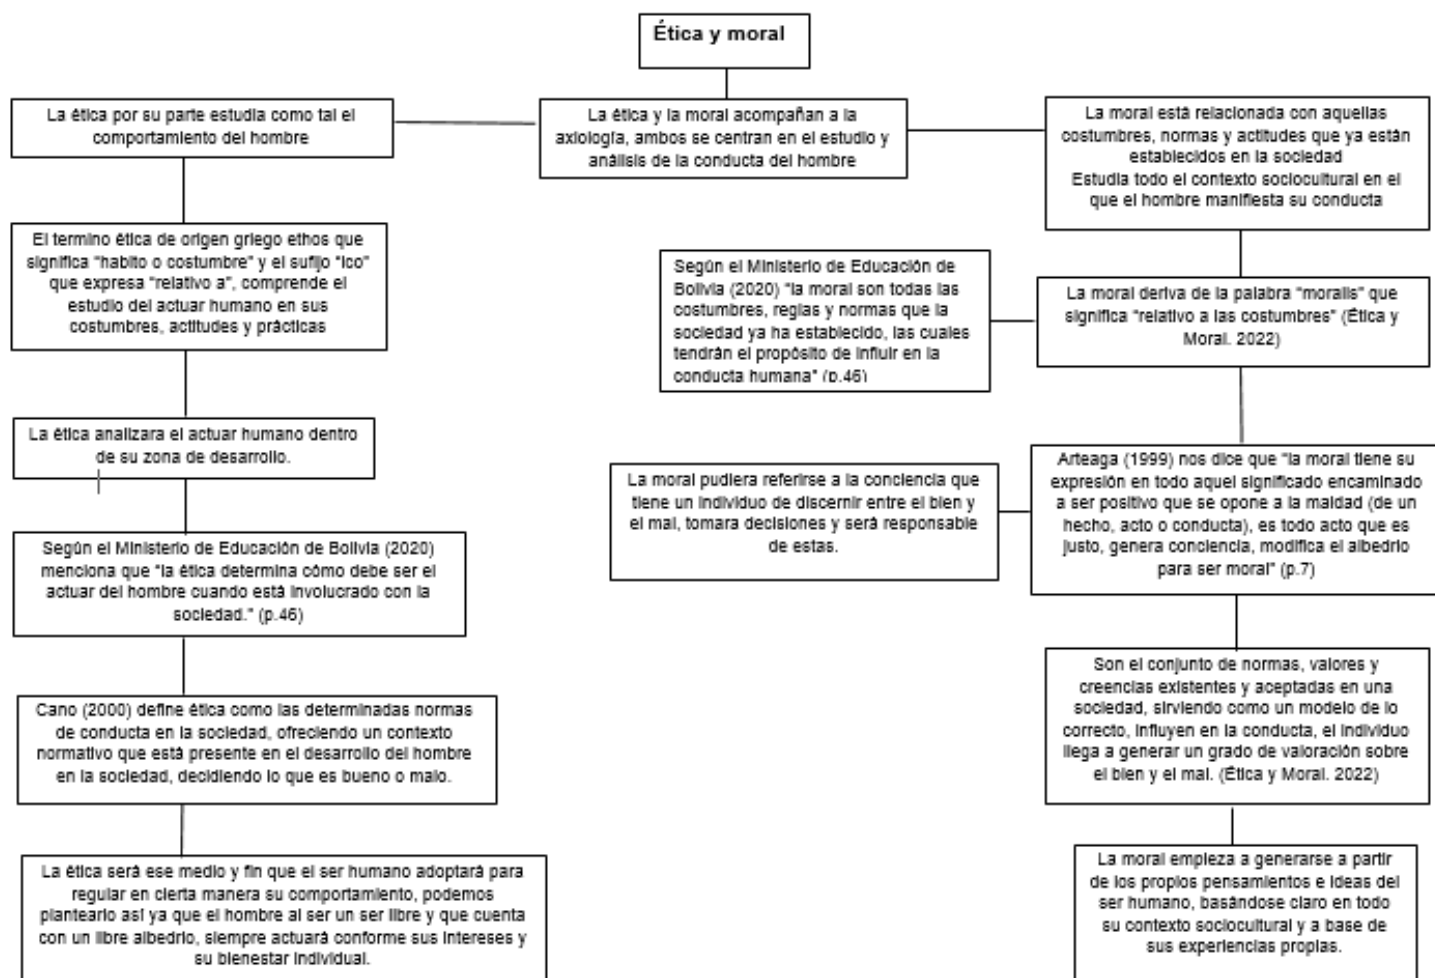 Ética y moral
La ética por su parte estudia como tal el
comportamiento del hombre
La ética y la moral acompañan a la
axiología, ambos se centran en el estudio y
análisis de la conducta del hombre
La moral está relacionada con aquellas
costumbres, normas y actitudes que ya están
establecidos en la sociedad
Estudia todo el contexto sociocultural en el
que el hombre manifiesta su conducta
El termino ética de origen griego ethos que
significa "habito o costumbre" y el sufijo "ico"
que expresa "relativo a", comprende el
estudio del actuar humano en sus
costumbres, actitudes y prácticas
Según el Ministerio de Educación de
Bolivia (2020) "la moral son todas las
costumbres, reglas y normas que la
sociedad ya ha establecido, las cuales
tendrán el propósito de influir en la
conducta humana" (p.46)
La moral deriva de la palabra "moralis" que
significa "relativo a las costumbres" (Ética y
Moral. 2022)
La ética analizara el actuar humano dentro
de su zona de desarrollo.
La moral pudiera referirse a la conciencia que
tiene un individuo de discernir entre el bien y
el mal, tomara decisiones y será responsable
de estas.
Arteaga (1999) nos dice que "la moral tiene su
expresión en todo aquel significado encaminado
a ser positivo que se opone a la maldad (de un
hecho, acto o conducta), es todo acto que es
justo, genera conciencia, modifica el albedrio
para ser moral" (p.7)
Según el Ministerio de Educación de Bolivia (2020)
menciona que "la ética determina cómo debe ser el
actuar del hombre cuando está involucrado con la
sociedad." (p.46)
Son el conjunto de normas, valores y
creencias existentes y aceptadas en una
sociedad, sirviendo como un modelo de lo
correcto, influyen en la conducta, el individuo
llega a generar un grado de valoración sobre
el bien y el mal. (Ética y Moral. 2022)
Cano (2000) define ética como las determinadas normas
de conducta en la sociedad, ofreciendo un contexto
normativo que está presente en el desarrollo del hombre
en la sociedad, decidiendo lo que es bueno o malo.
La ética será ese medio y fin que el ser humano adoptará para
regular en cierta manera su comportamiento, podemos
plantearlo así ya que el hombre al ser un ser libre y que cuenta
con un libre albedrio, siempre actuará conforme sus intereses y
su bienestar individual.
La moral empieza a generarse a partir
de los propios pensamientos e ideas del
ser humano, basándose claro en todo
su contexto sociocultural y a base de
sus experiencias propias.